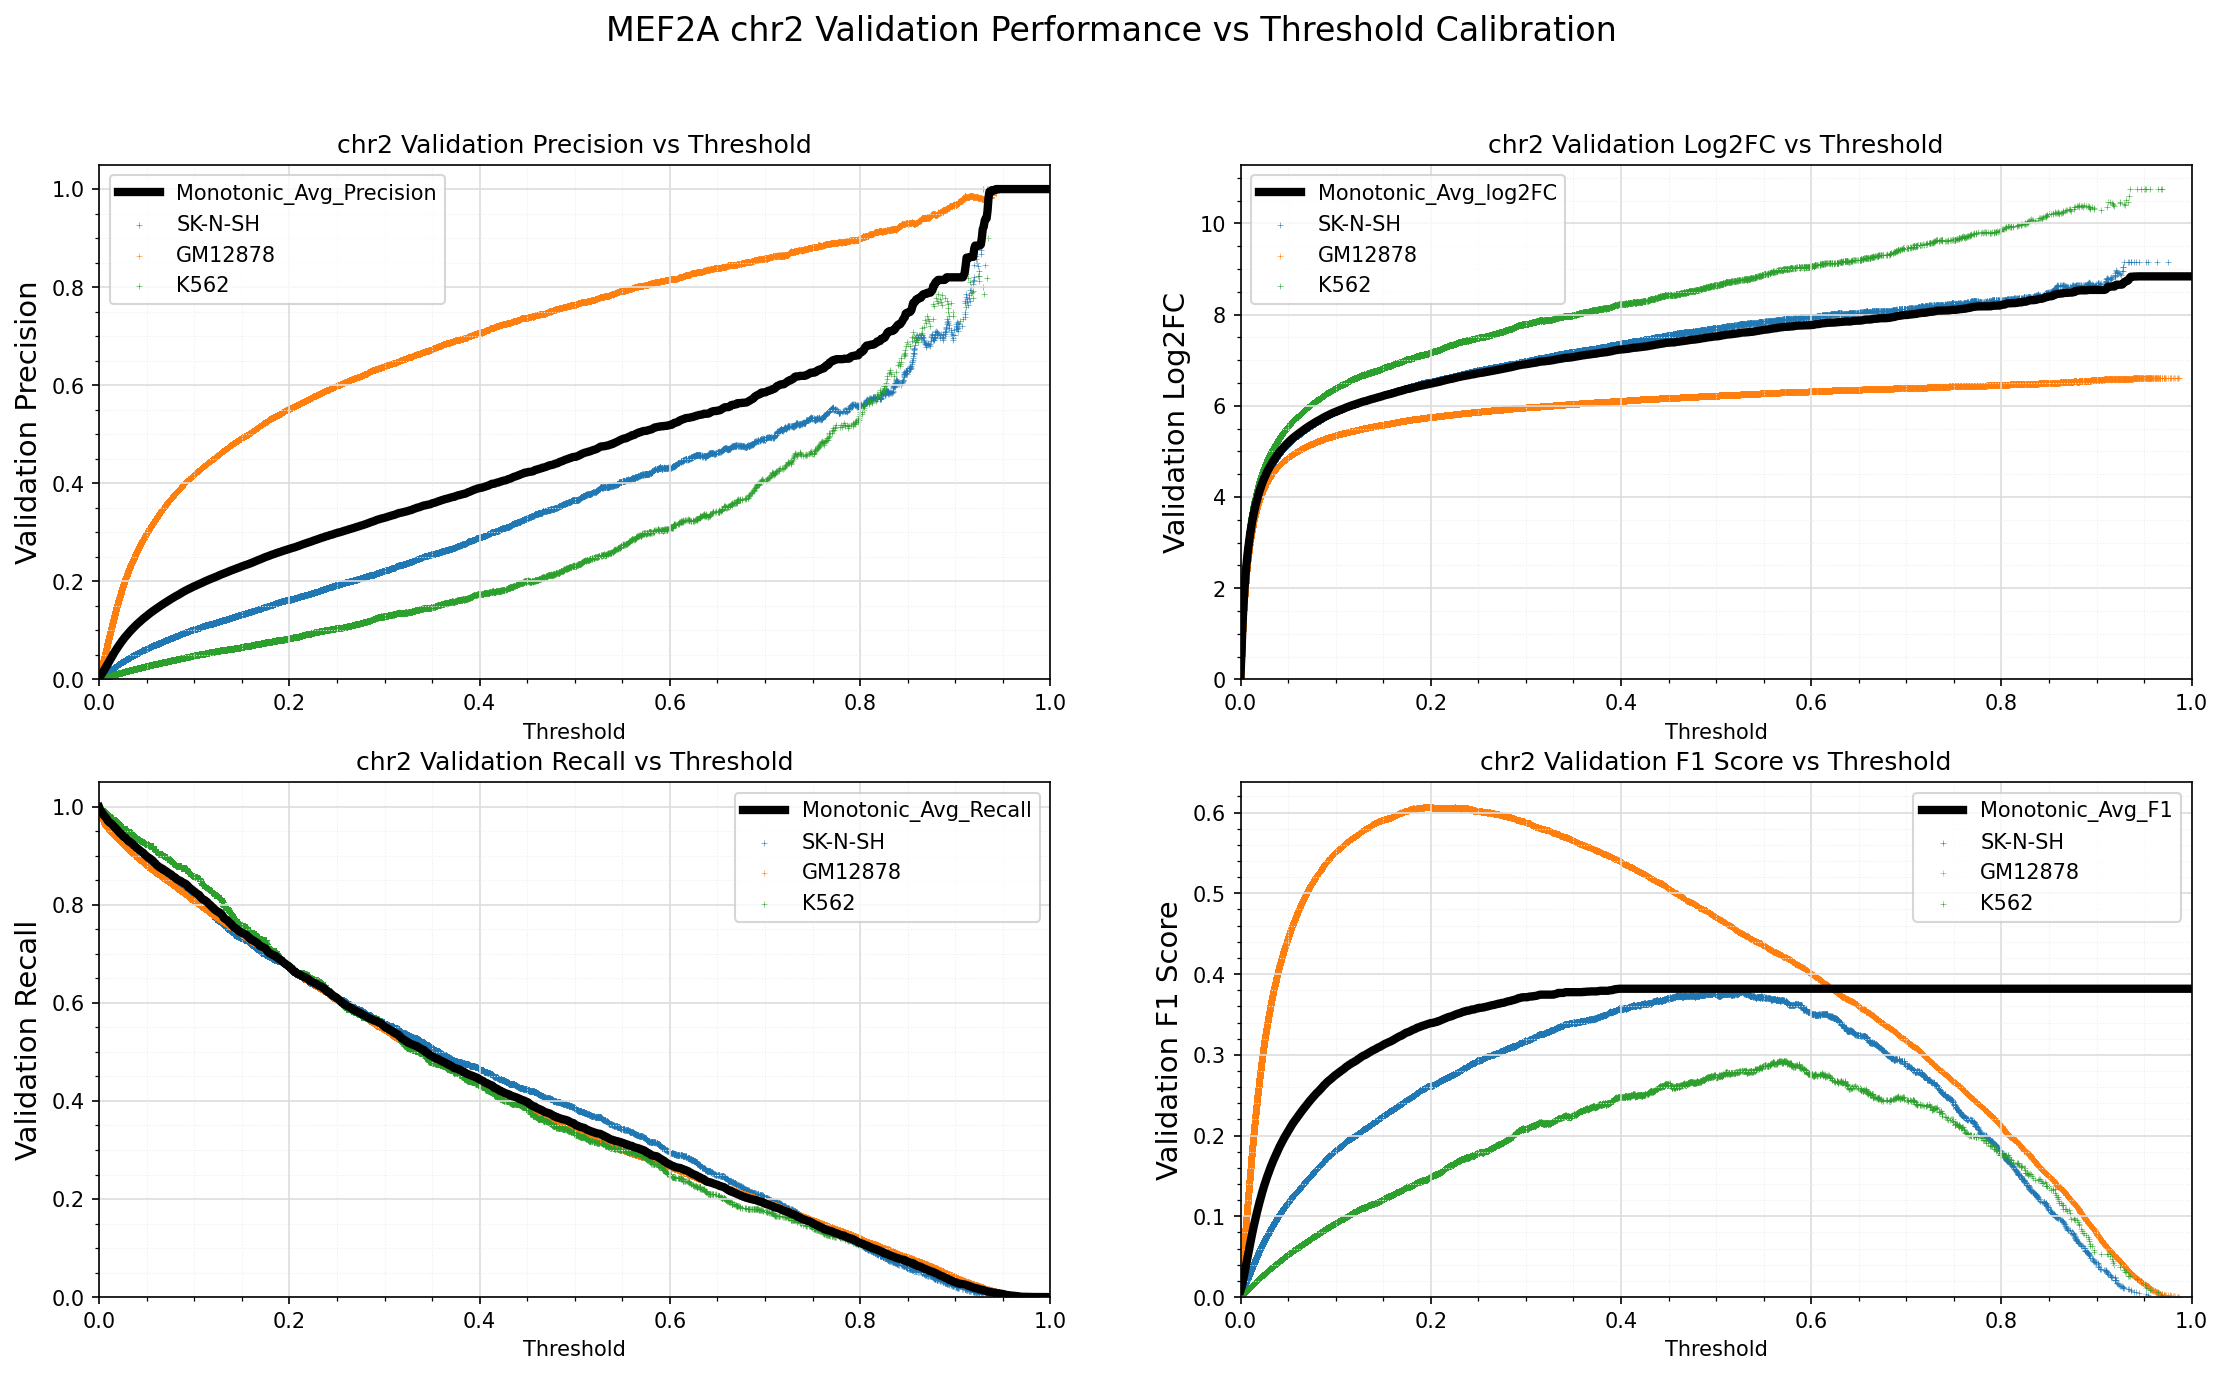 MEF2A chr2 Validation Performance vs Threshold Calibration
chr2 Validation Precision vs Threshold
Validation Precision
1.0
0.8
0.6
0.4
0.2
0.0
Monotonic_Avg_Precision
SK-N-SH
GM12878
K562
0.0 0.2 0.4 0.6 0.8 1.0
Threshold
chr2 Validation Log2FC vs Threshold
Validation Log2FC
10
8
6
4
2
0
Monotonic_Avg_log2FC
SK-N-SH
GM12878
K562
0.0 0.2 0.4 0.6 0.8 1.0
Threshold
chr2 Validation Recall vs Threshold
Validation Recall
1.0
0.8
0.6
0.4
0.2
0.0
Monotonic_Avg_Recall
SK-N-SH
GM12878
K562
0.0 0.2 0.4 0.6 0.8 1.0
Threshold
chr2 Validation F1 Score vs Threshold
Validation F1 Score
0.6
0.5
0.4
0.3
0.2
0.1
0.0
Monotonic_Avg_F1
SK-N-SH
GM12878
K562
0.0 0.2 0.4 0.6 0.8 1.0
Threshold